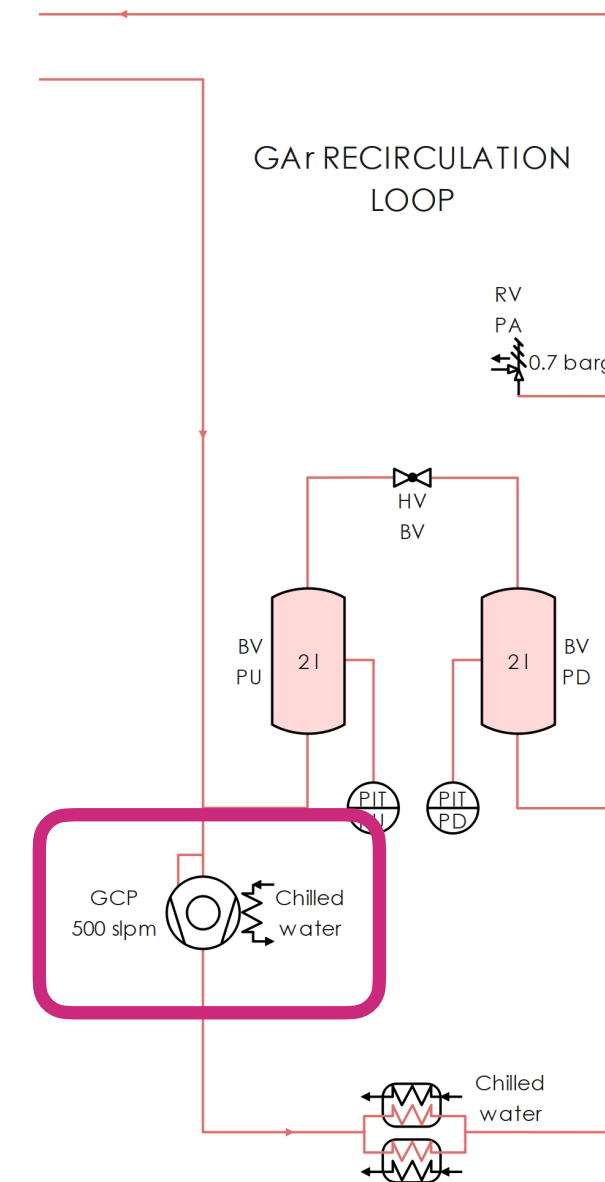 GAr RECIRCULATION
LOOP
RV
PA
0.7 barg
HV
BV
BV
PU
2 l
2 l
BV
PD
PIT
PU
PIT
PD
GCP
500 slpm
Chilled
water
Chilled
water